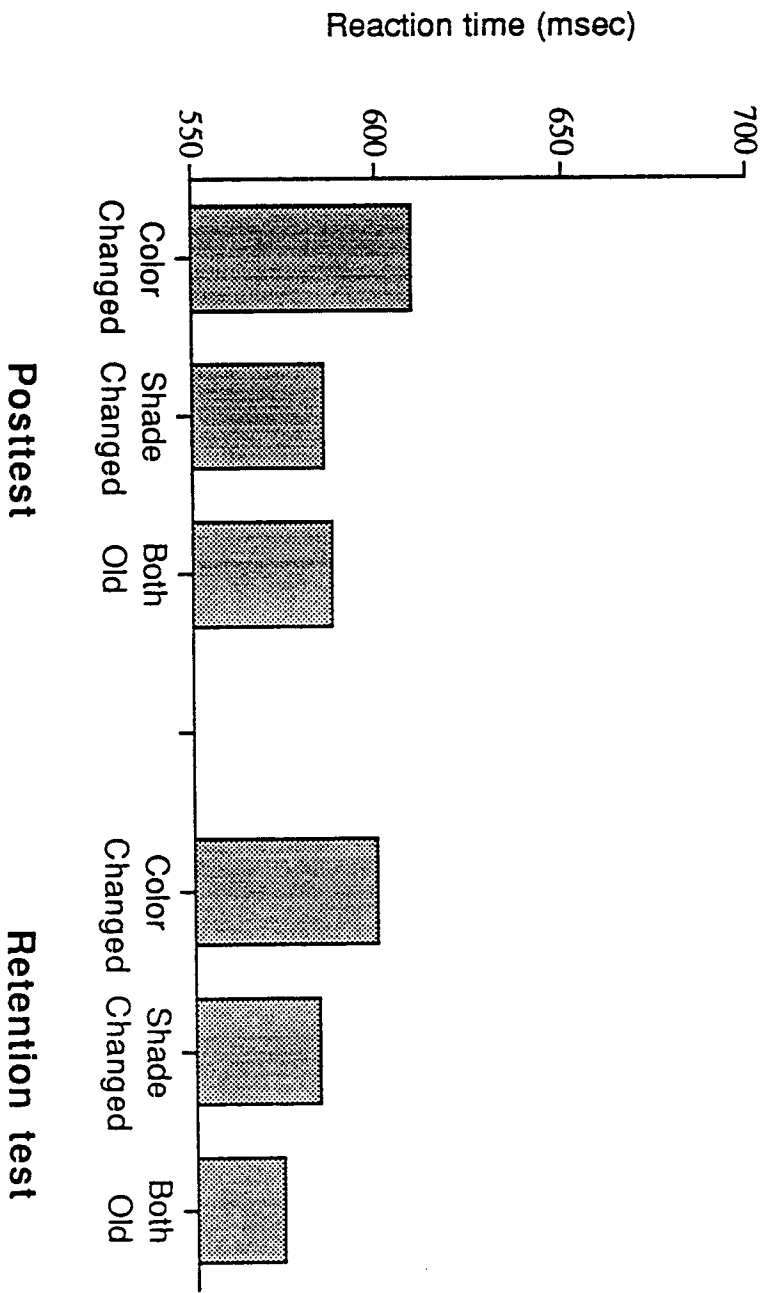 Reaction time (msec)
700
650
600
550
Color
Changed
Shade
Changed
Both
Old
Color
Changed
Shade
Changed
Both
Old
Posttest
Retention test